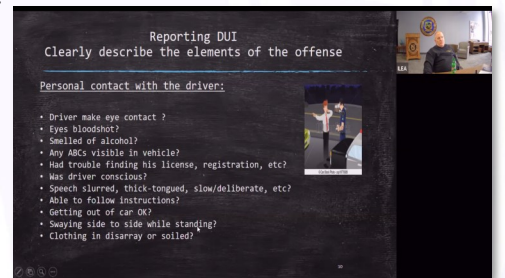 Reporting DUI
Clearly describe the elements of the offense
Personal contact with the driver:
• Driver make eye contact ?
• Eyes bloodshot?
• Smelled of alcohol?
• Any ABCs visible in vehicle?
• Had trouble finding his license, registration, etc?
• Was driver conscious?
• Speech slurred, thick-tongued, slow/deliberate, etc?
• Able to follow instructions?
• Getting out of car OK?
• Swaying side to side while standing?
• Clothing in disarray or soiled?
ILEA